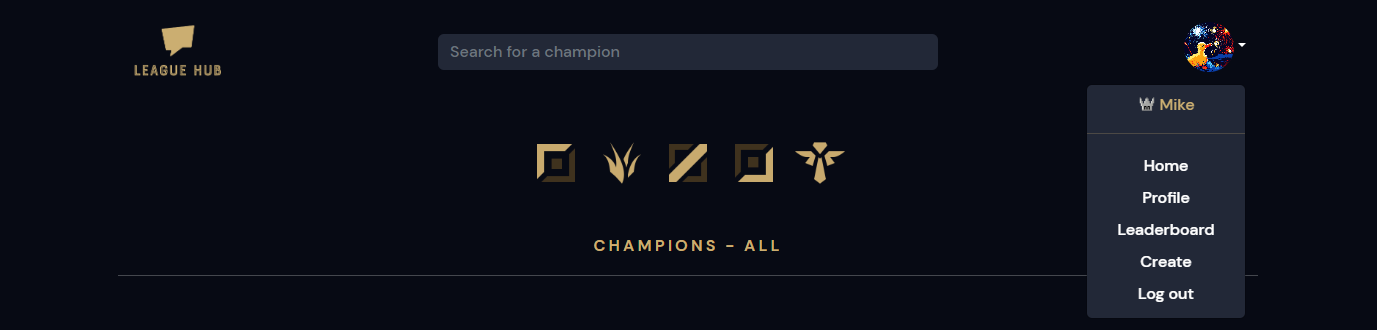 LEAGUE HUB
Search for a champion
Mike
Home
Profile
Leaderboard
Create
Log out
CHAMPIONS - ALL